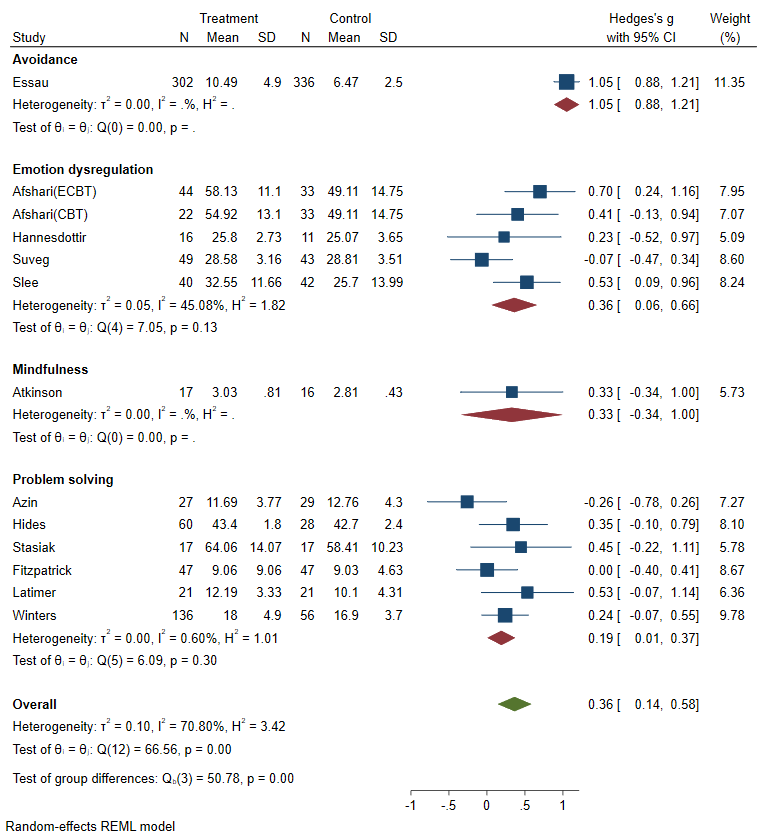 Treatment Control Hedges's g Weight
Study N Mean SD N Mean SD with 95% CI (%)
Avoidance
Essau 302 10.49 4.9 336 6.47 2.5 1.05 [ 0.88, 1.21] 11.35
Heterogeneity: τ² = 0.00, I² = .%, H² = . 1.05 [ 0.88, 1.21]
Test of θᵢ = θⱼ: Q(0) = 0.00, p = .
Emotion dysregulation
Afshari(ECBT) 44 58.13 11.1 33 49.11 14.75 0.70 [ 0.24, 1.16] 7.95
Afshari(CBT) 22 54.92 13.1 33 49.11 14.75 0.41 [ -0.13, 0.94] 7.07
Hannesdottir 16 25.8 2.73 11 25.07 3.65 0.23 [ -0.52, 0.97] 5.09
Suveg 49 28.58 3.16 43 28.81 3.51 -0.07 [ -0.47, 0.34] 8.60
Slee 40 32.55 11.66 42 25.7 13.99 0.53 [ 0.09, 0.96] 8.24
Heterogeneity: τ² = 0.05, I² = 45.08%, H² = 1.82 0.36 [ 0.06, 0.66]
Test of θᵢ = θⱼ: Q(4) = 7.05, p = 0.13
Mindfulness
Atkinson 17 3.03 .81 16 2.81 .43 0.33 [ -0.34, 1.00] 5.73
Heterogeneity: τ² = 0.00, I² = .%, H² = . 0.33 [ -0.34, 1.00]
Test of θᵢ = θⱼ: Q(0) = 0.00, p = .
Problem solving
Azin 27 11.69 3.77 29 12.76 4.3 -0.26 [ -0.78, 0.26] 7.27
Hides 60 43.4 1.8 28 42.7 2.4 0.35 [ -0.10, 0.79] 8.10
Stasiak 17 64.06 14.07 17 58.41 10.23 0.45 [ -0.22, 1.11] 5.78
Fitzpatrick 47 9.06 9.06 47 9.03 4.63 0.00 [ -0.40, 0.41] 8.67
Latimer 21 12.19 3.33 21 10.1 4.31 0.53 [ -0.07, 1.14] 6.36
Winters 136 18 4.9 56 16.9 3.7 0.24 [ -0.07, 0.55] 9.78
Heterogeneity: τ² = 0.00, I² = 0.60%, H² = 1.01 0.19 [ 0.01, 0.37]
Test of θᵢ = θⱼ: Q(5) = 6.09, p = 0.30
Overall 0.36 [ 0.14, 0.58]
Heterogeneity: τ² = 0.10, I² = 70.80%, H² = 3.42
Test of θᵢ = θⱼ: Q(12) = 66.56, p = 0.00
Test of group differences: Q_b(3) = 50.78, p = 0.00
-1 -.5 0 .5 1
Random-effects REML model